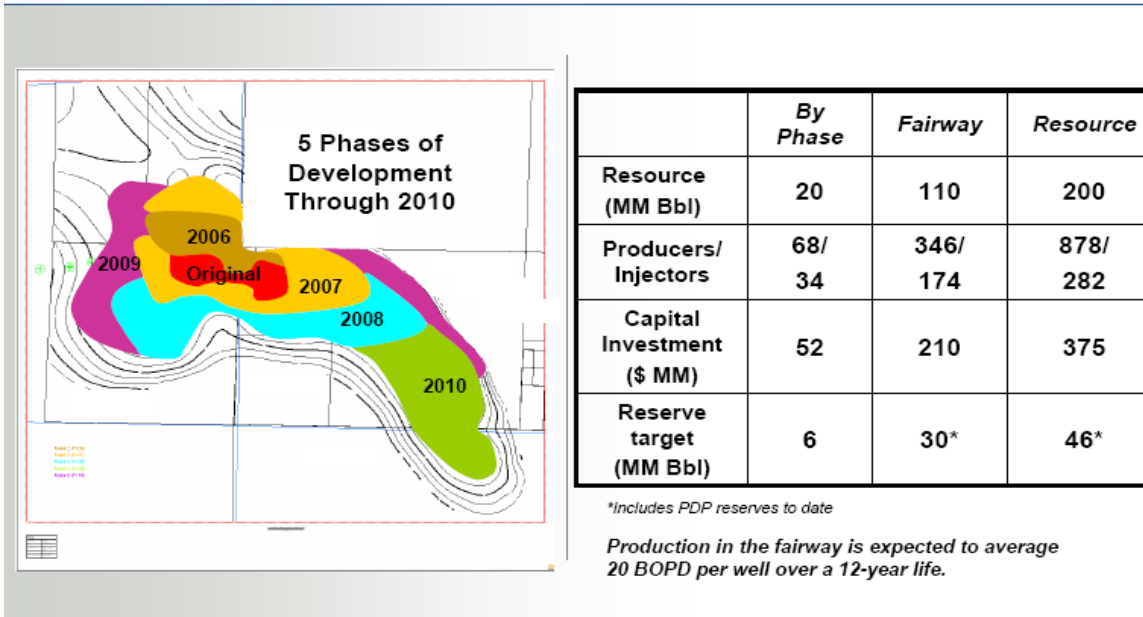 5 Phases of
Development
Through 2010
2006
2009
Original
2007
2008
2010
By
Phase
Fairway
Resource
Resource
(MM Bbl)
20
110
200
Producers/
Injectors
68/
34
346/
174
878/
282
Capital
Investment
($ MM)
52
210
375
Reserve
target
(MM Bbl)
6
30*
46*
*Includes PDP reserves to date
Production in the fairway is expected to average
20 BOPD per well over a 12-year life.